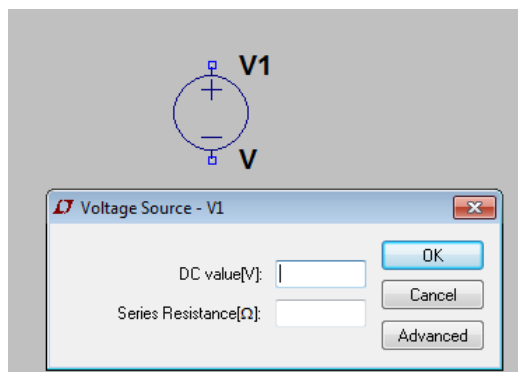 V1
V
Voltage Source - V1
DC value[V]:
OK
Series Resistance[Ω]:
Cancel
Advanced